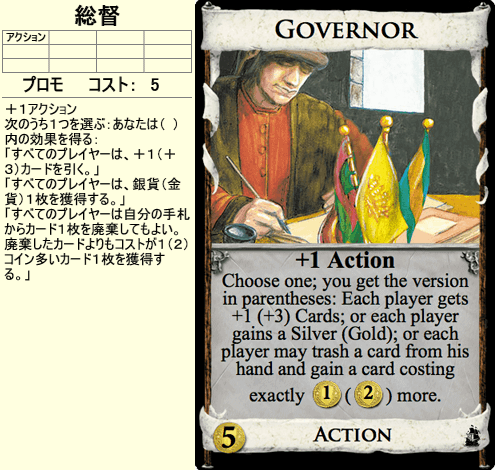 総督
アクション
プロモ コスト： 5
＋１アクション
次のうち１つを選ぶ：あなたは（ ）
内の効果を得る：
「すべてのプレイヤーは、＋１（＋
３）カードを引く。」
「すべてのプレイヤーは、銀貨（金
貨）１枚を獲得する。」
「すべてのプレイヤーは自分の手札
からカード１枚を廃棄してもよい。
廃棄したカードよりもコストが１（２）
コイン多いカード１枚を獲得す
る。」
GOVERNOR
+1 Action
Choose one; you get the version
in parentheses: Each player gets
+1 (+3) Cards; or each player
gains a Silver (Gold); or each
player may trash a card from his
hand and gain a card costing
exactly 1 ( 2 ) more.
5 ACTION